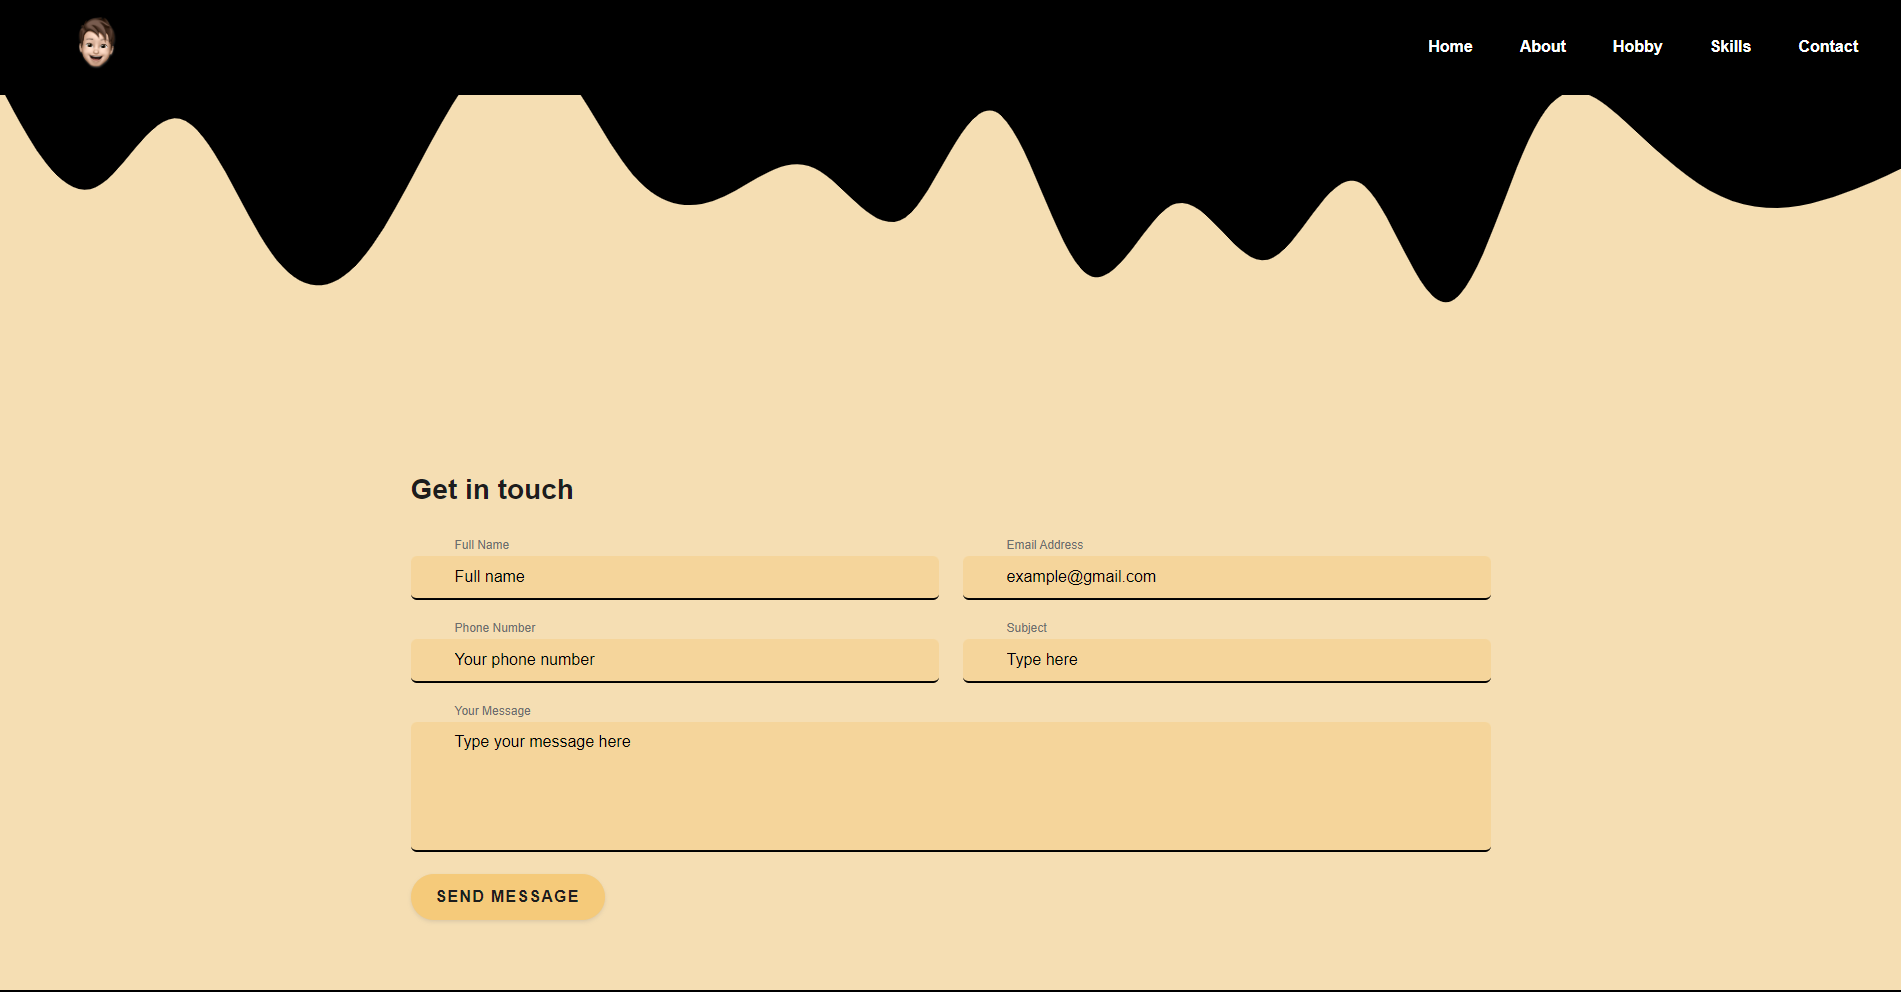 Home About Hobby Skills Contact
Get in touch
Full Name
Full name
Email Address
example@gmail.com
Phone Number
Your phone number
Subject
Type here
Your Message
Type your message here
SEND MESSAGE